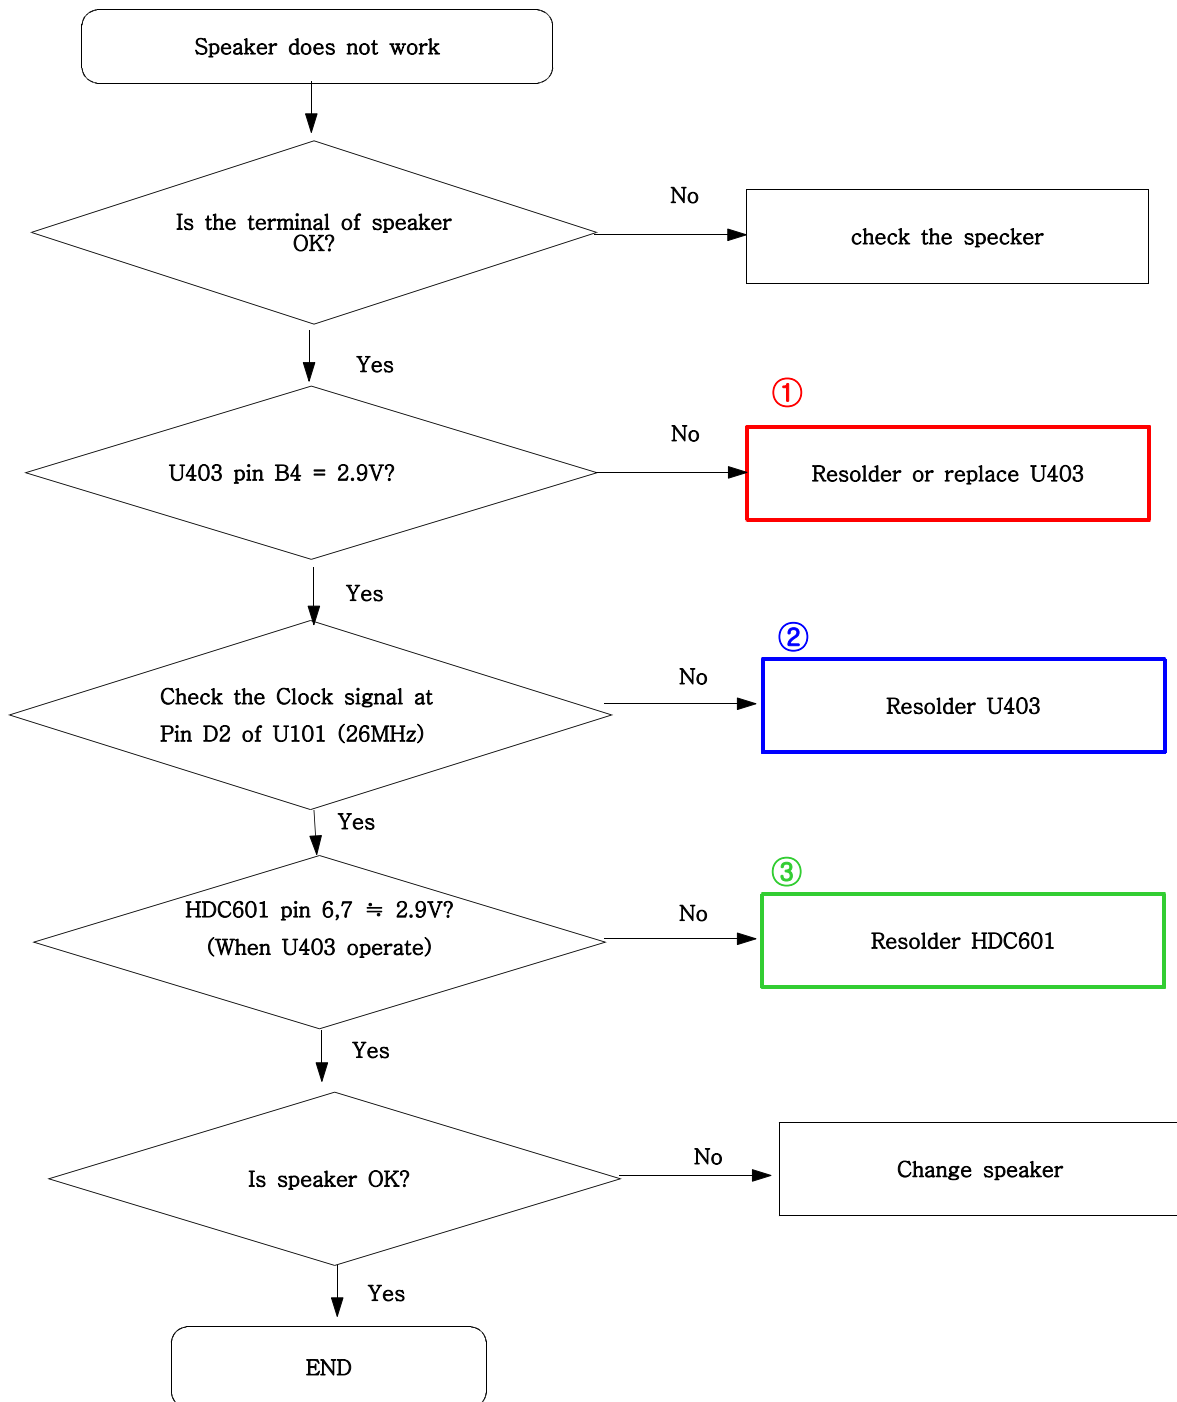 Speaker does not work
Is the terminal of speaker
OK?
No
check the specker
Yes
①
U403 pin B4 = 2.9V?
No
Resolder or replace U403
Yes
②
Check the Clock signal at
Pin D2 of U101 (26MHz)
No
Resolder U403
Yes
③
HDC601 pin 6,7 ≒ 2.9V?
(When U403 operate)
No
Resolder HDC601
Yes
Is speaker OK?
No
Change speaker
Yes
END